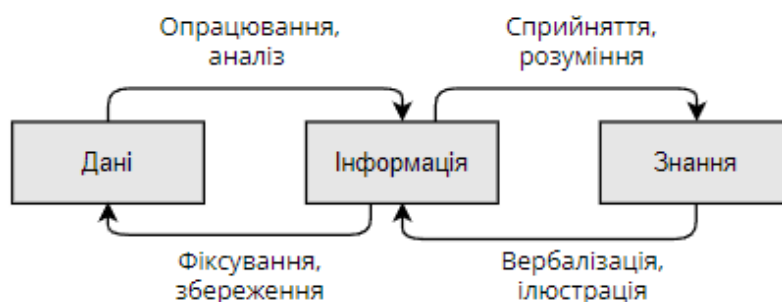 Опрацювання,
аналіз
Сприйняття,
розуміння
Дані
Інформація
Знання
Фіксування,
збереження
Вербалізація,
ілюстрація